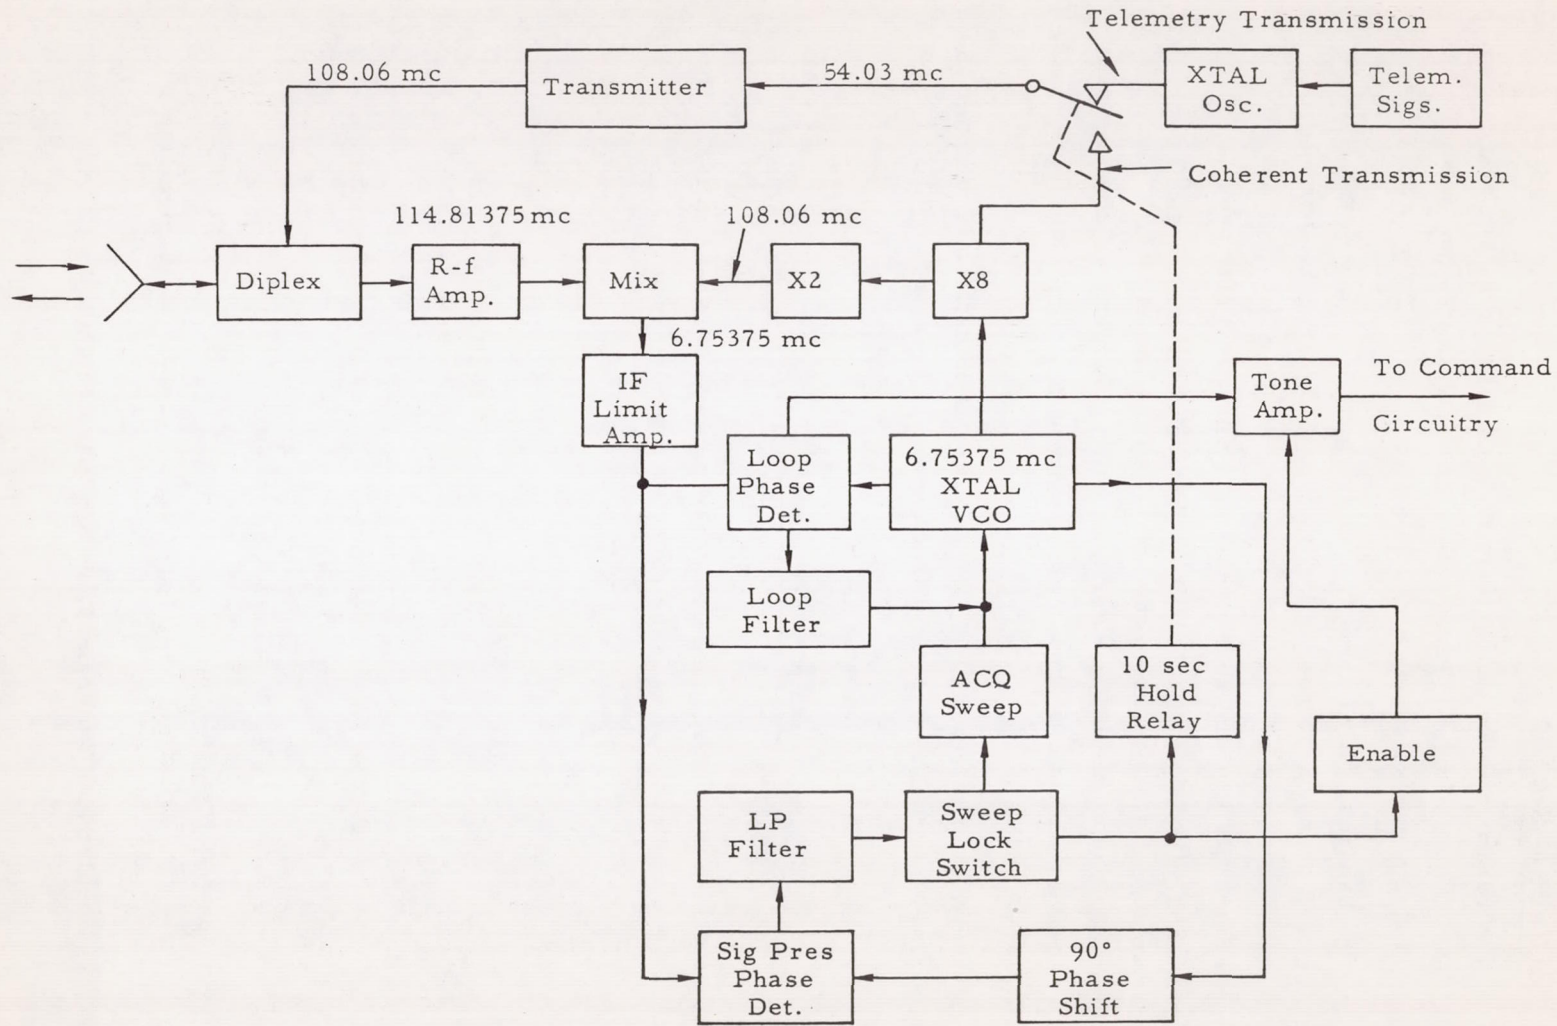 Telemetry Transmission
108.06 mc
Transmitter
54.03 mc
XTAL
Osc.
Telem.
Sigs.
Coherent Transmission
114.81375 mc
108.06 mc
Diplex
R-f
Amp.
Mix
X2
X8
6.75375 mc
IF
Limit
Amp.
Tone
Amp.
To Command
Circuitry
Loop
Phase
Det.
6.75375 mc
XTAL
VCO
Loop
Filter
ACQ
Sweep
10 sec
Hold
Relay
Enable
LP
Filter
Sweep
Lock
Switch
Sig Pres
Phase
Det.
90°
Phase
Shift